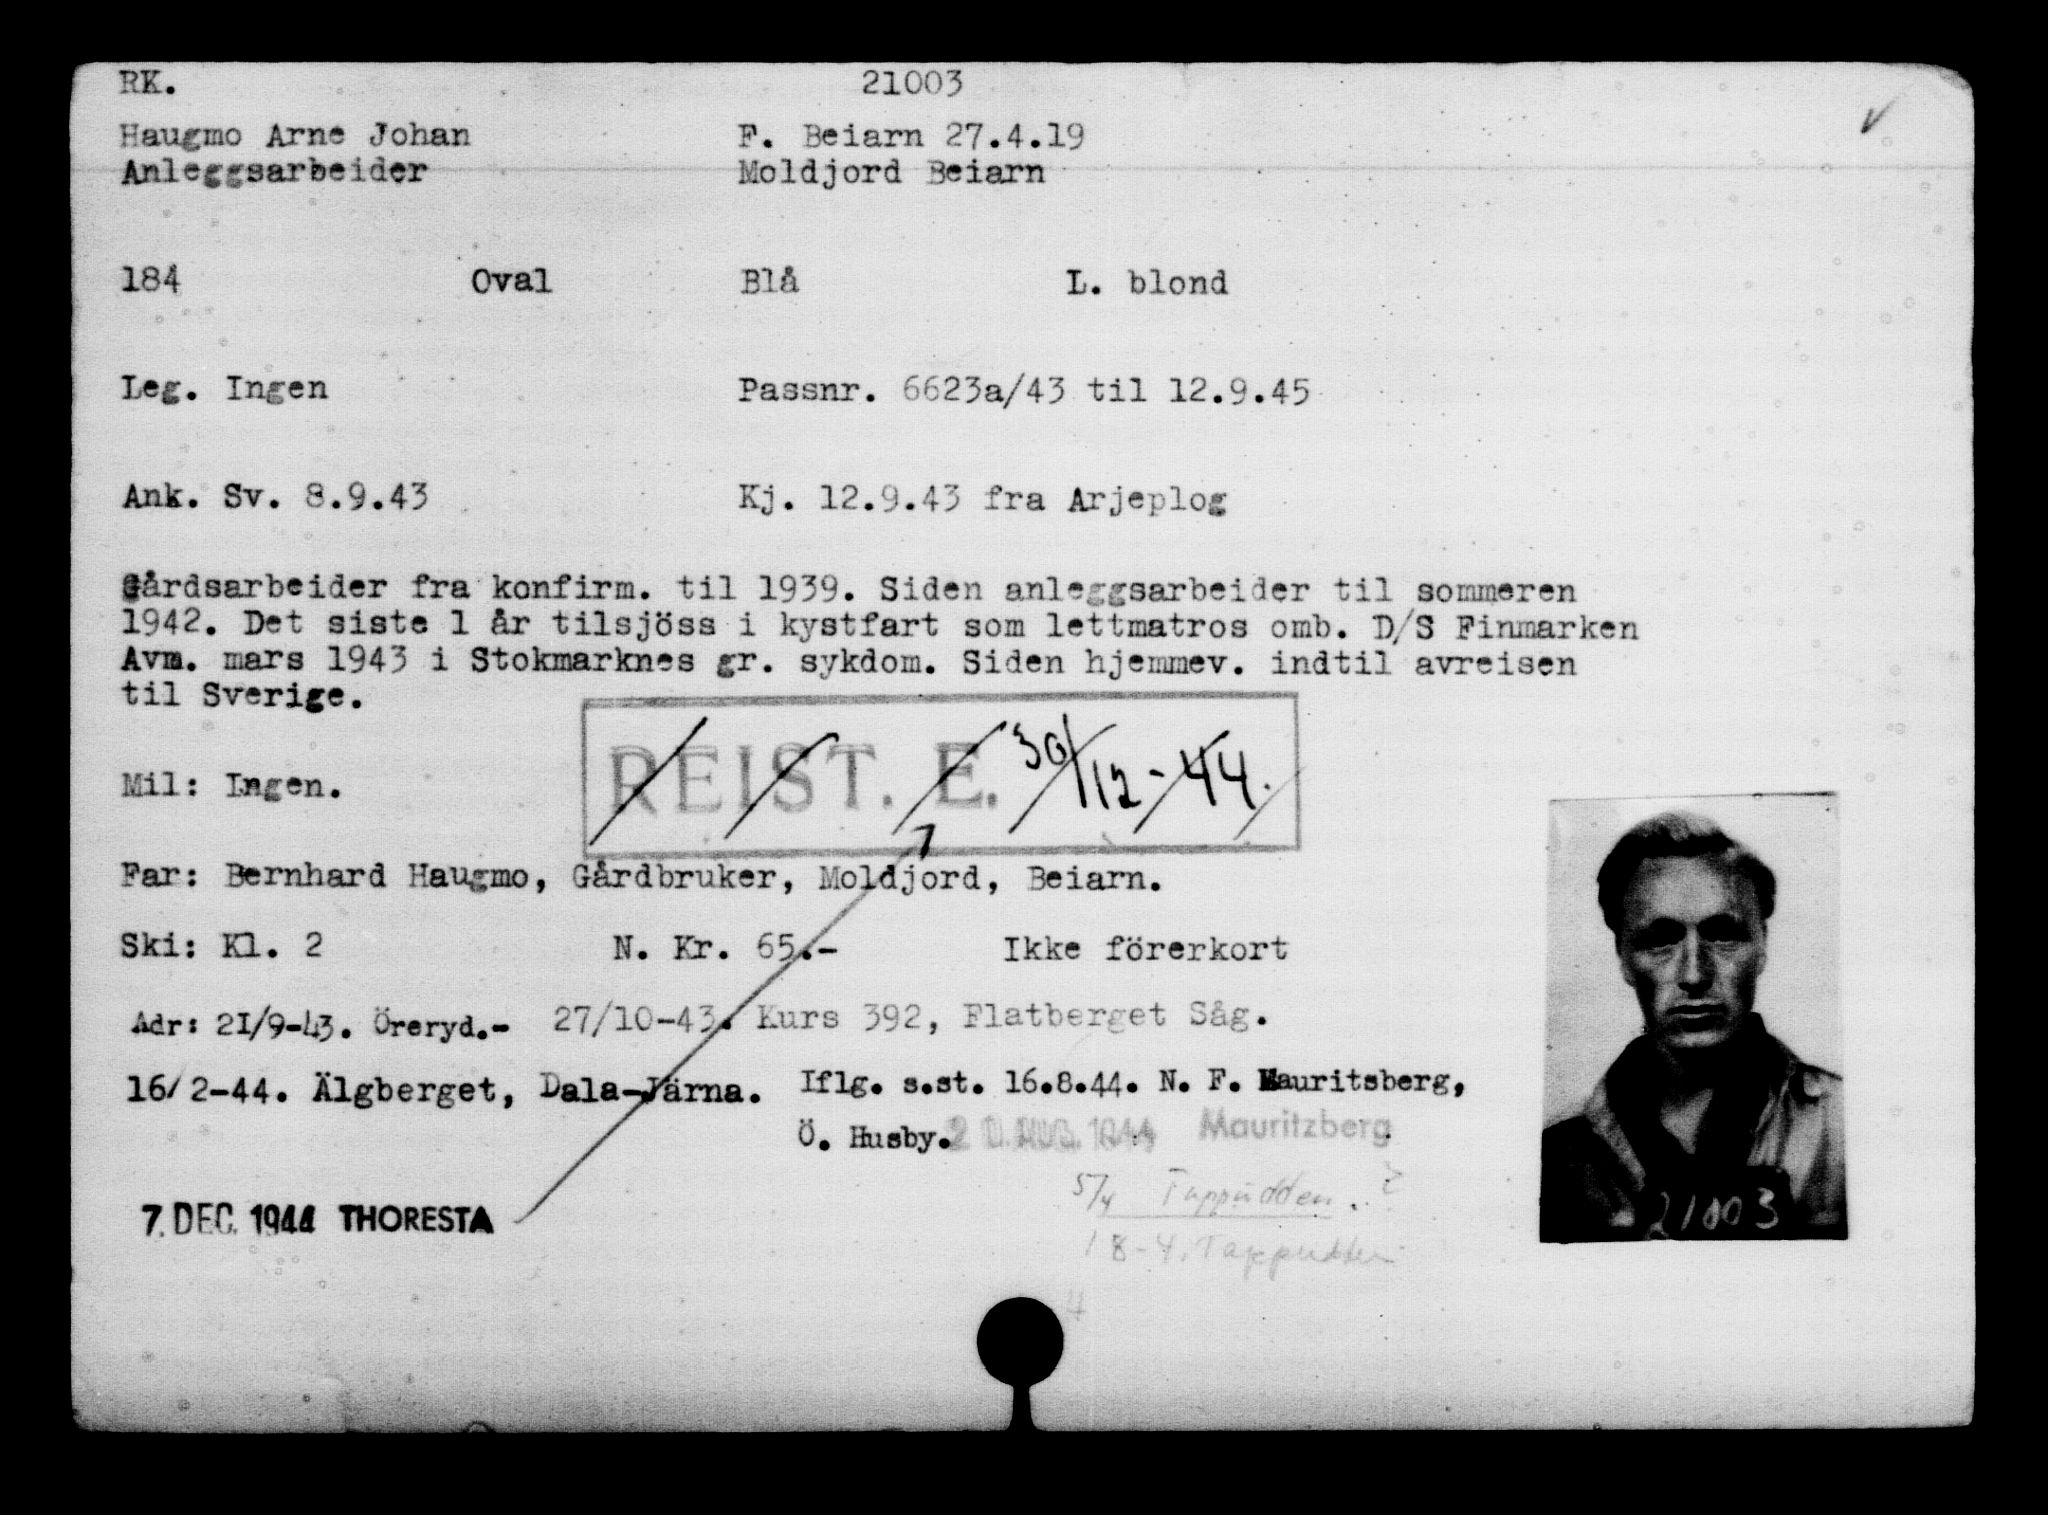 RK. 21003
Haugmo Arne Johan F. Beiarn 27.4.19
Anleggsarbeider Moldjord Beiarn
184 Oval Blå L. blond
Leg. Ingen Passnr. 6623a/43 til 12.9.45
Ank. Sv. 8.9.43 Kj. 12.9.43 fra Arjeplog
Gårdsarbeider fra konfirm. til 1939. Siden anleggsarbeider til sommeren
1942. Det siste 1 år tilsjöss i kystfart som lettmatros omb. D/S Finmarken
Avm. mars 1943 i Stokmarknes gr. sykdom. Siden hjemmev. indtil avreisen
til Sverige.
REIST. E. 30/12-44.
Mil: Ingen.
Far: Bernhard Haugmo, Gårdbruker, Moldjord, Beiarn.
Ski: Kl. 2 N. Kr. 65.- Ikke förerkort
Adr: 21/9-43. Öreryd.- 27/10-43. Kurs 392, Flatberget Såg.
16/2-44. Älgberget, Dala-Järna. Iflg. s.st. 16.8.44. N. F. Mauritsberg,
Ö. Husby. AUG. 1944 Mauritzberg
5/4
7. DEC. 1944 THORESTA
18-4.
21003